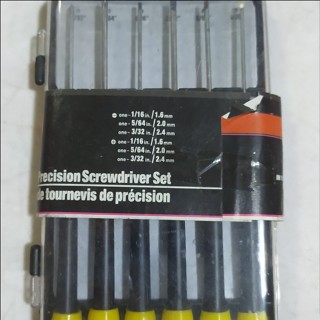 one - 1/16 in. / 1.6 mm
one - 5/64 in. / 2.0 mm
one - 3/32 in. / 2.4 mm
one - 1/16 in. / 1.6 mm
one - 5/64 in. / 2.0 mm
one - 3/32 in. / 2.4 mm
Precision Screwdriver Set
de tournevis de précision